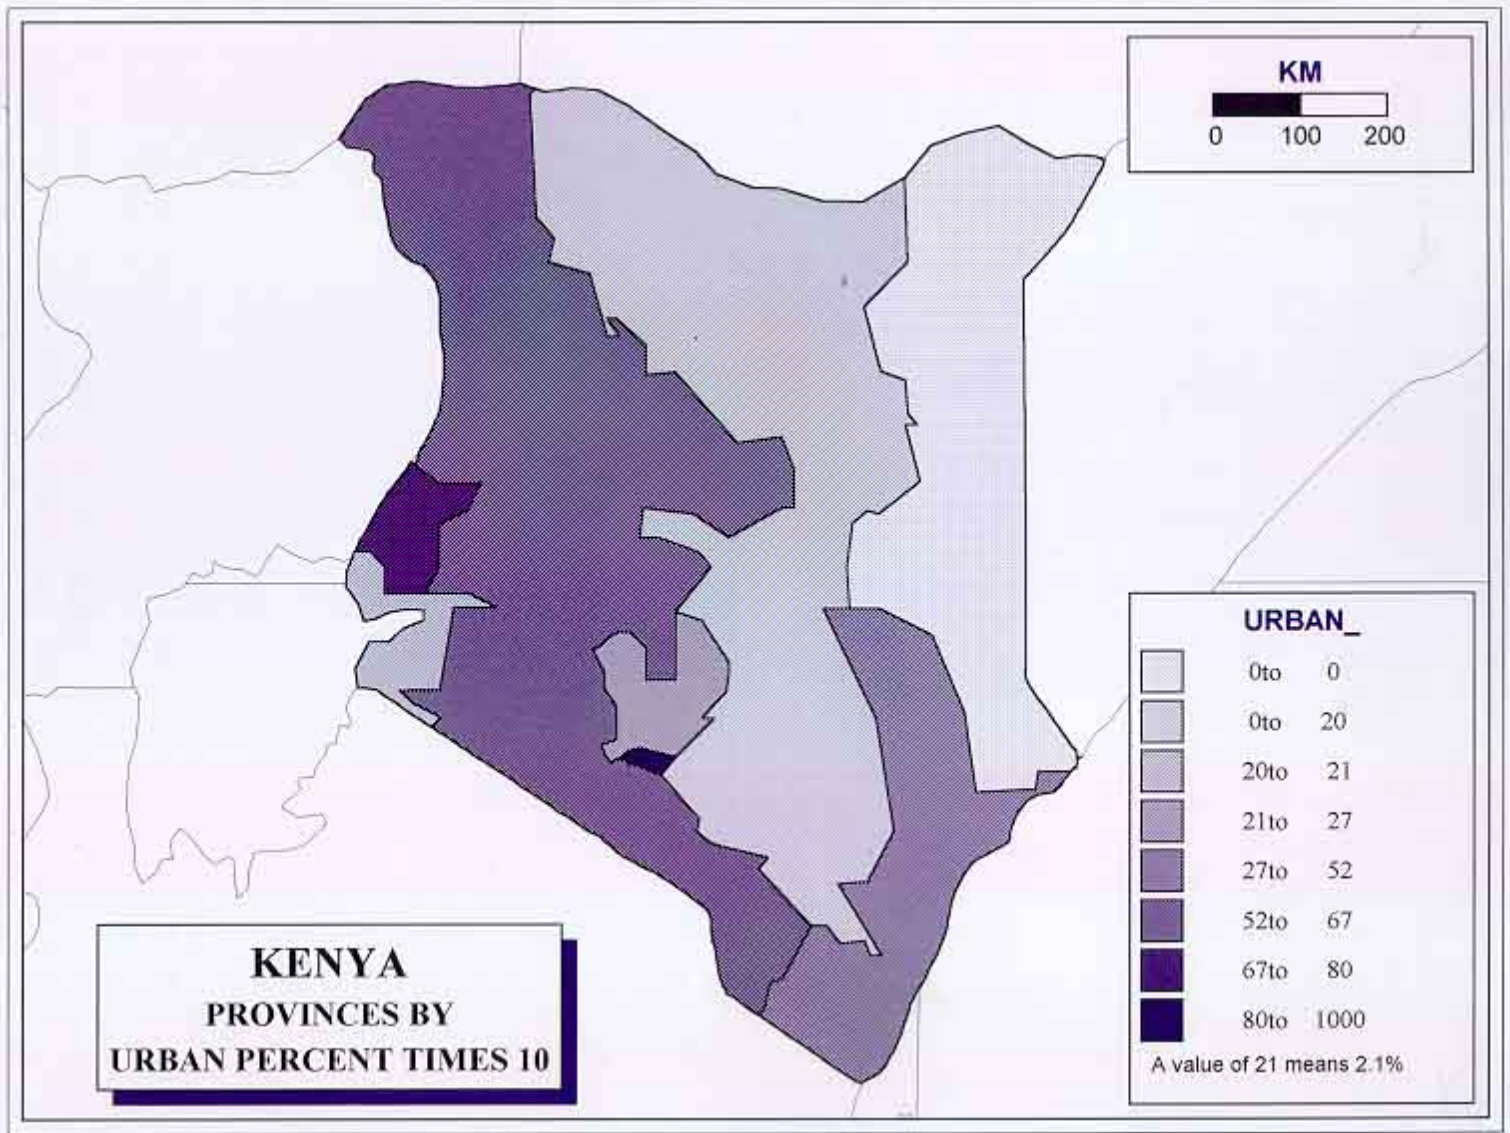 KM
0 100 200
URBAN_
0to 0
0to 20
20to 21
21to 27
27to 52
52to 67
67to 80
80to 1000
A value of 21 means 2.1%
KENYA
PROVINCES BY
URBAN PERCENT TIMES 10